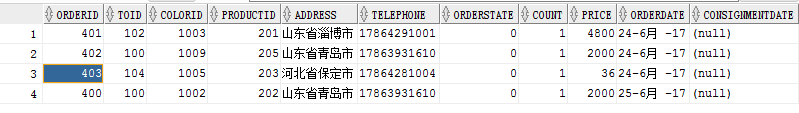 ORDERID TOID COLORID PRODUCTID ADDRESS TELEPHONE ORDERSTATE COUNT PRICE ORDERDATE CONSIGNMENTDATE
1 401 102 1003 201 山东省淄博市 17864291001 0 1 4800 24-6月 -17 (null)
2 402 100 1009 205 山东省青岛市 17863931610 0 1 2000 24-6月 -17 (null)
3 403 104 1005 203 河北省保定市 17864281004 0 1 36 24-6月 -17 (null)
4 400 100 1002 202 山东省青岛市 17863931610 0 1 2000 25-6月 -17 (null)